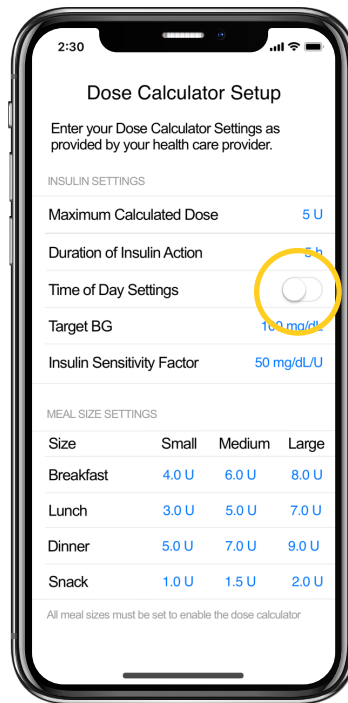 2:30
Dose Calculator Setup
Enter your Dose Calculator Settings as
provided by your health care provider.
INSULIN SETTINGS
Maximum Calculated Dose 5 U
Duration of Insulin Action 5 h
Time of Day Settings
Target BG 100 mg/dL
Insulin Sensitivity Factor 50 mg/dL/U
MEAL SIZE SETTINGS
Size Small Medium Large
Breakfast 4.0 U 6.0 U 8.0 U
Lunch 3.0 U 5.0 U 7.0 U
Dinner 5.0 U 7.0 U 9.0 U
Snack 1.0 U 1.5 U 2.0 U
All meal sizes must be set to enable the dose calculator